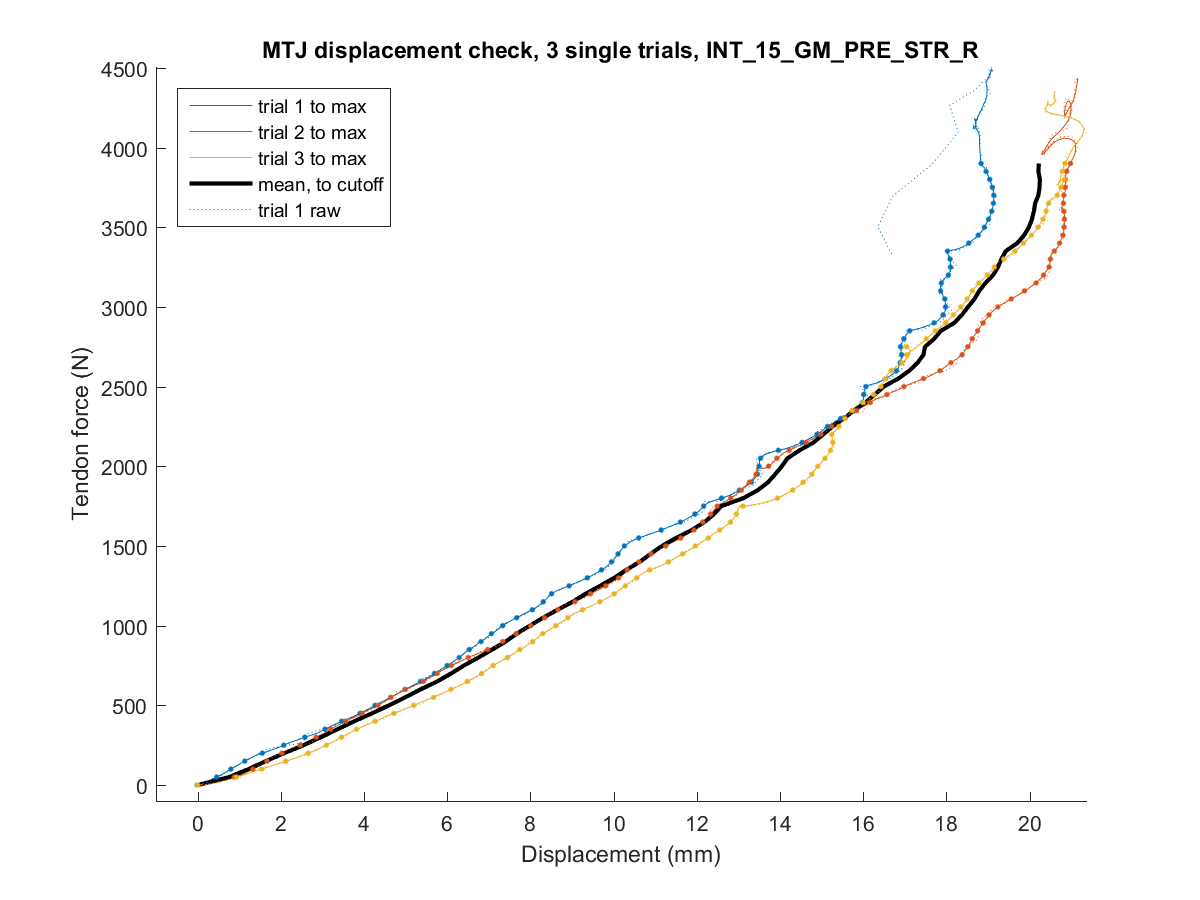 MTJ displacement check, 3 single trials, INT_15_GM_PRE_STR_R
4500
4000
3500
3000
2500
2000
1500
1000
500
0
Tendon force (N)
trial 1 to max
trial 2 to max
trial 3 to max
mean, to cutoff
trial 1 raw
0 2 4 6 8 10 12 14 16 18 20
Displacement (mm)